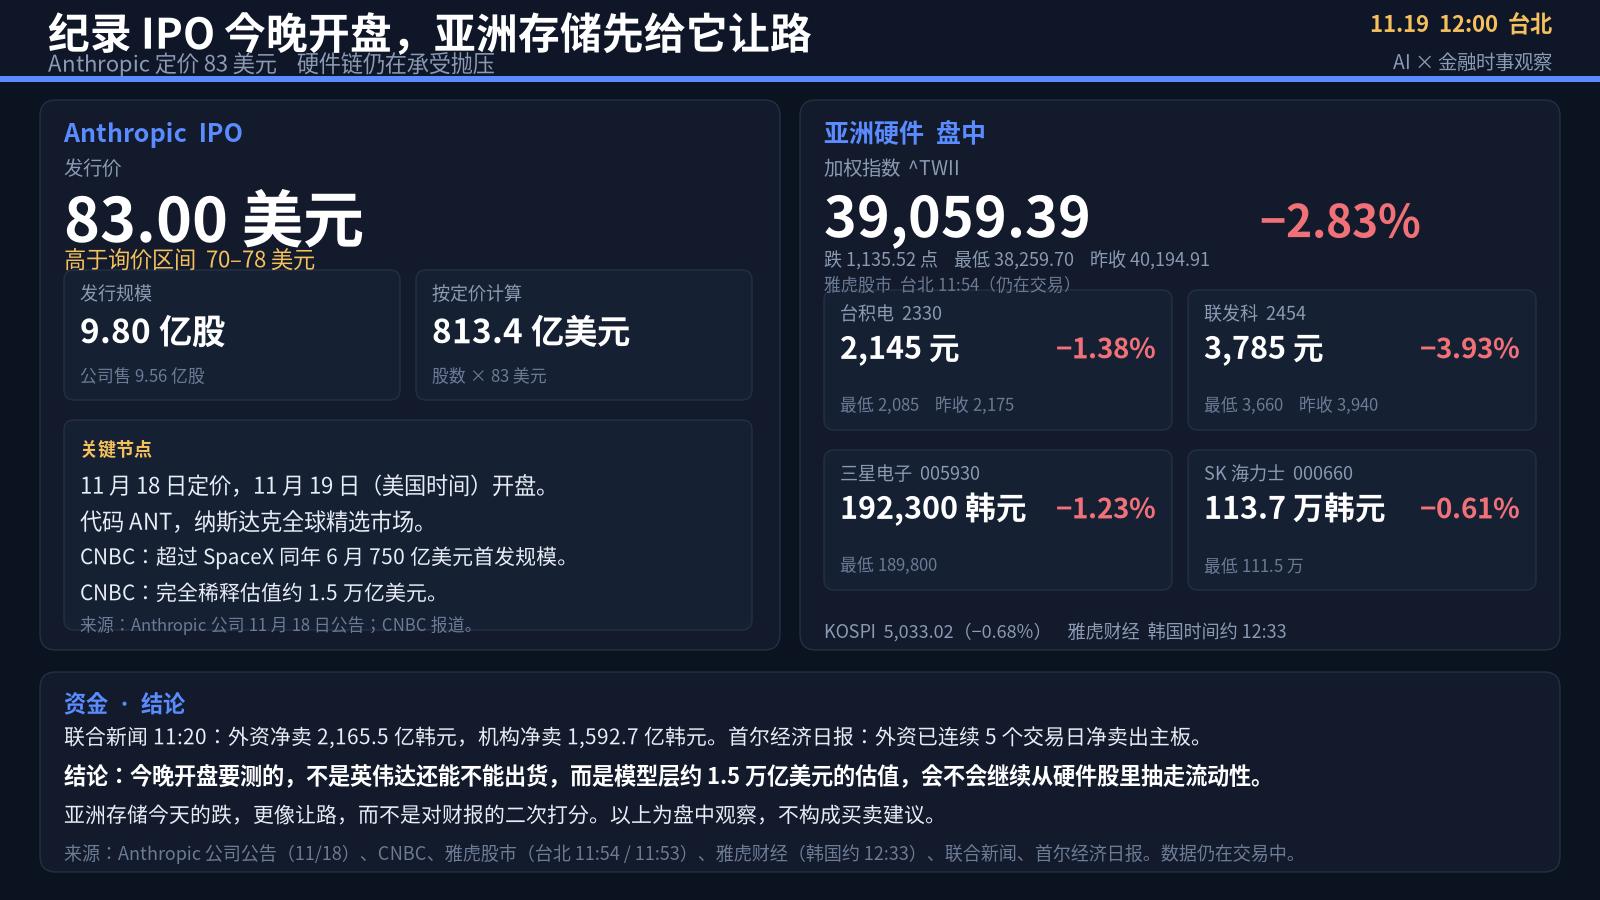 纪录 IPO 今晚开盘，亚洲存储先给它让路
Anthropic 定价 83 美元　硬件链仍在承受抛压
11.19 12:00 台北
AI × 金融时事观察
Anthropic IPO
发行价
83.00 美元
高于询价区间 70–78 美元
发行规模
9.80 亿股
公司售 9.56 亿股
按定价计算
813.4 亿美元
股数 × 83 美元
关键节点
11 月 18 日定价，11 月 19 日（美国时间）开盘。
代码 ANT，纳斯达克全球精选市场。
CNBC：超过 SpaceX 同年 6 月 750 亿美元首发规模。
CNBC：完全稀释估值约 1.5 万亿美元。
来源：Anthropic 公司 11 月 18 日公告；CNBC 报道。
亚洲硬件 盘中
加权指数 ^TWII
39,059.39 −2.83%
跌 1,135.52 点　最低 38,259.70　昨收 40,194.91
雅虎股市 台北 11:54（仍在交易）
台积电 2330
2,145 元 −1.38%
最低 2,085　昨收 2,175
联发科 2454
3,785 元 −3.93%
最低 3,660　昨收 3,940
三星电子 005930
192,300 韩元 −1.23%
最低 189,800
SK 海力士 000660
113.7 万韩元 −0.61%
最低 111.5 万
KOSPI 5,033.02（−0.68%）　雅虎财经 韩国时间约 12:33
资金 · 结论
联合新闻 11:20：外资净卖 2,165.5 亿韩元，机构净卖 1,592.7 亿韩元。首尔经济日报：外资已连续 5 个交易日净卖出主板。
结论：今晚开盘要测的，不是英伟达还能不能出货，而是模型层约 1.5 万亿美元的估值，会不会继续从硬件股里抽走流动性。
亚洲存储今天的跌，更像让路，而不是对财报的二次打分。以上为盘中观察，不构成买卖建议。
来源：Anthropic 公司公告（11/18）、CNBC、雅虎股市（台北 11:54 / 11:53）、雅虎财经（韩国约 12:33）、联合新闻、首尔经济日报。数据仍在交易中。